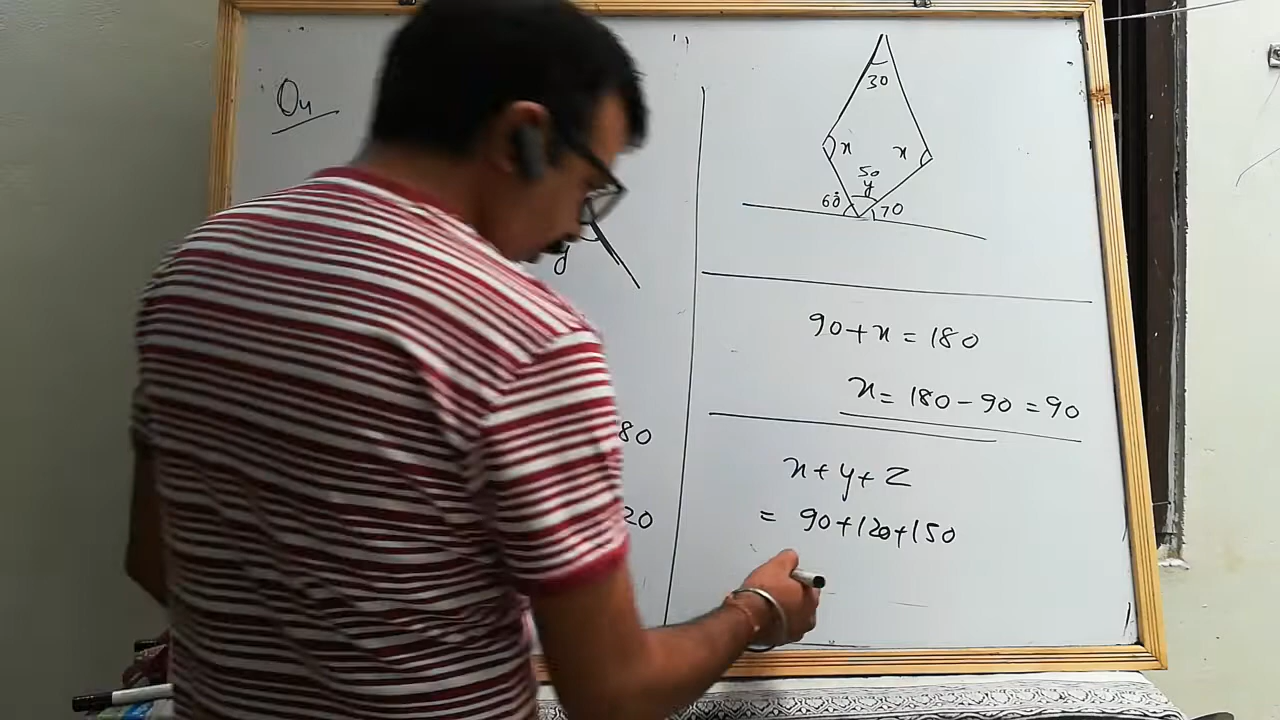 Q4
y
80
20
30
x x
50
y
60° 70
90+x=180
x= 180-90=90
x+y+z
= 90+120+150